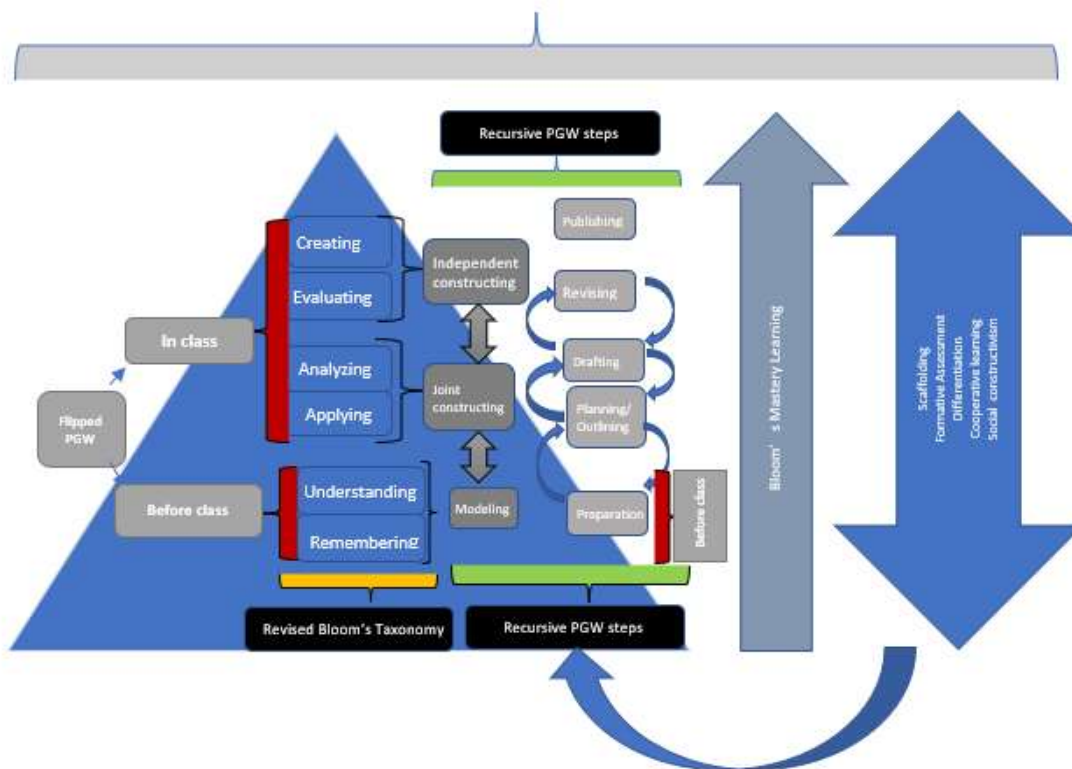 Recursive PGW steps
Publishing
Creating
Independent
constructing
Evaluating
Revising
In class
Analyzing
Drafting
Joint
constructing
Applying
Planning/
Outlining
Flipped
PGW
Understanding
Before class
Modeling
Preparation
Remembering
Before class
Revised Bloom's Taxonomy
Recursive PGW steps
Bloom' s Mastery Learning
Scaffolding
Formative Assessment
Differentiation
Cooperative learning
Social constructivism